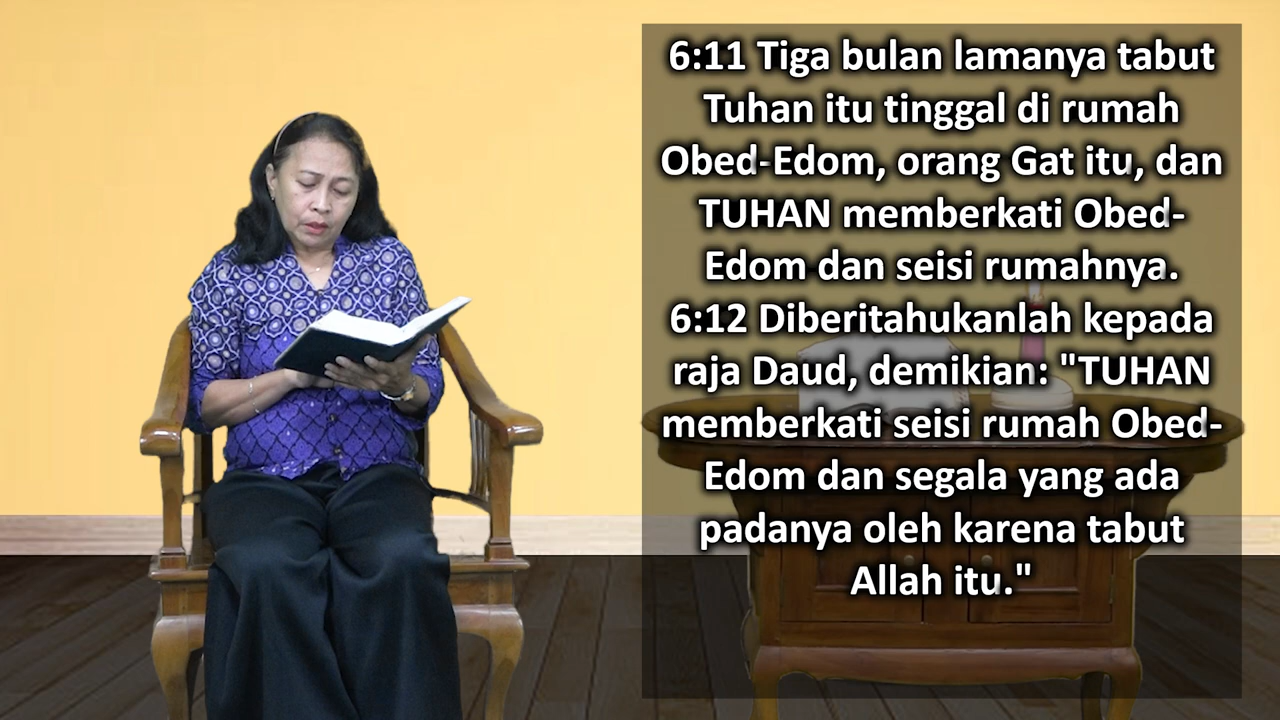 6:11 Tiga bulan lamanya tabut
Tuhan itu tinggal di rumah
Obed-Edom, orang Gat itu, dan
TUHAN memberkati Obed-
Edom dan seisi rumahnya.
6:12 Diberitahukanlah kepada
raja Daud, demikian: "TUHAN
memberkati seisi rumah Obed-
Edom dan segala yang ada
padanya oleh karena tabut
Allah itu."